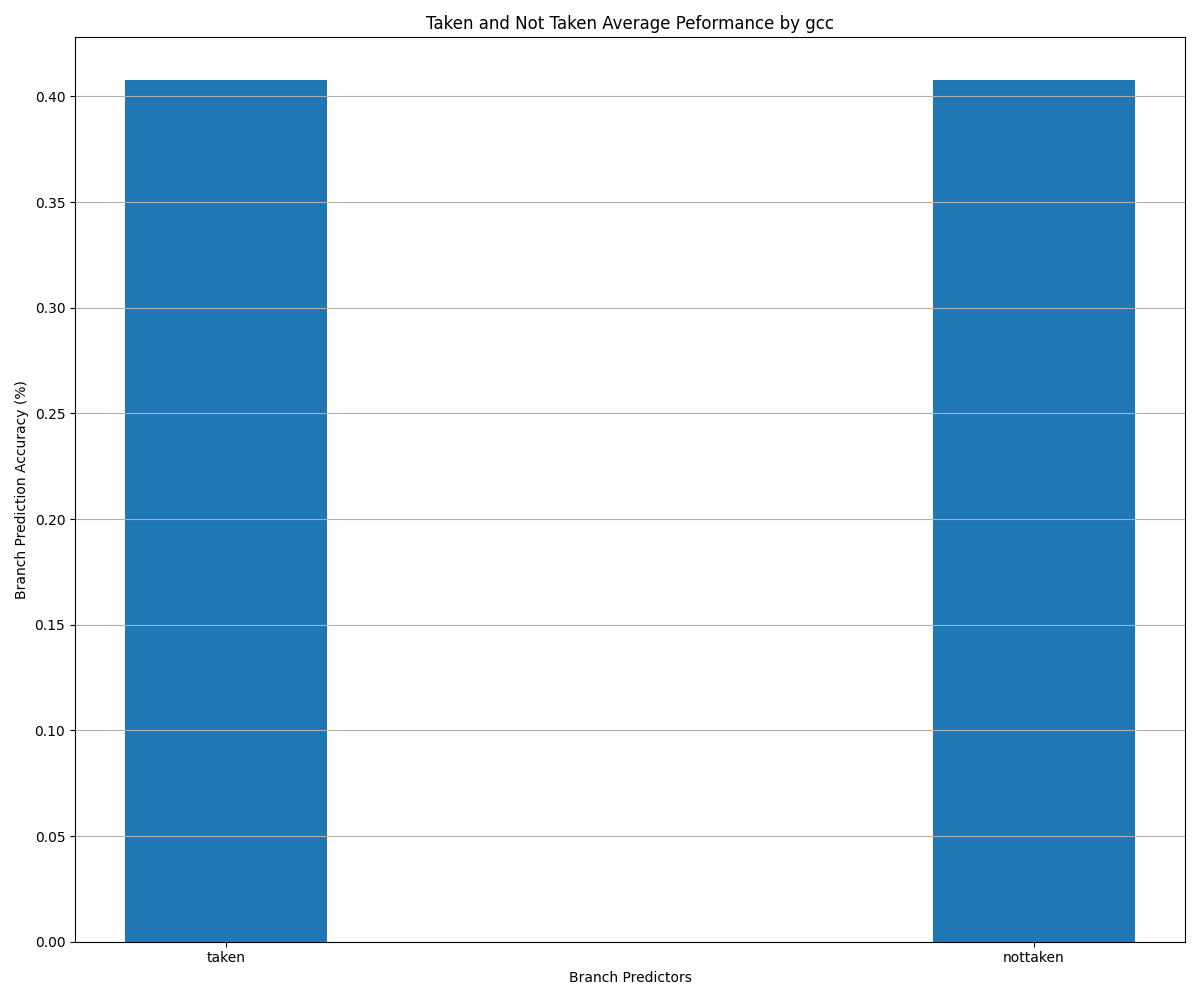 Taken and Not Taken Average Peformance by gcc
Branch Prediction Accuracy (%)
0.40
0.35
0.30
0.25
0.20
0.15
0.10
0.05
0.00
taken nottaken
Branch Predictors